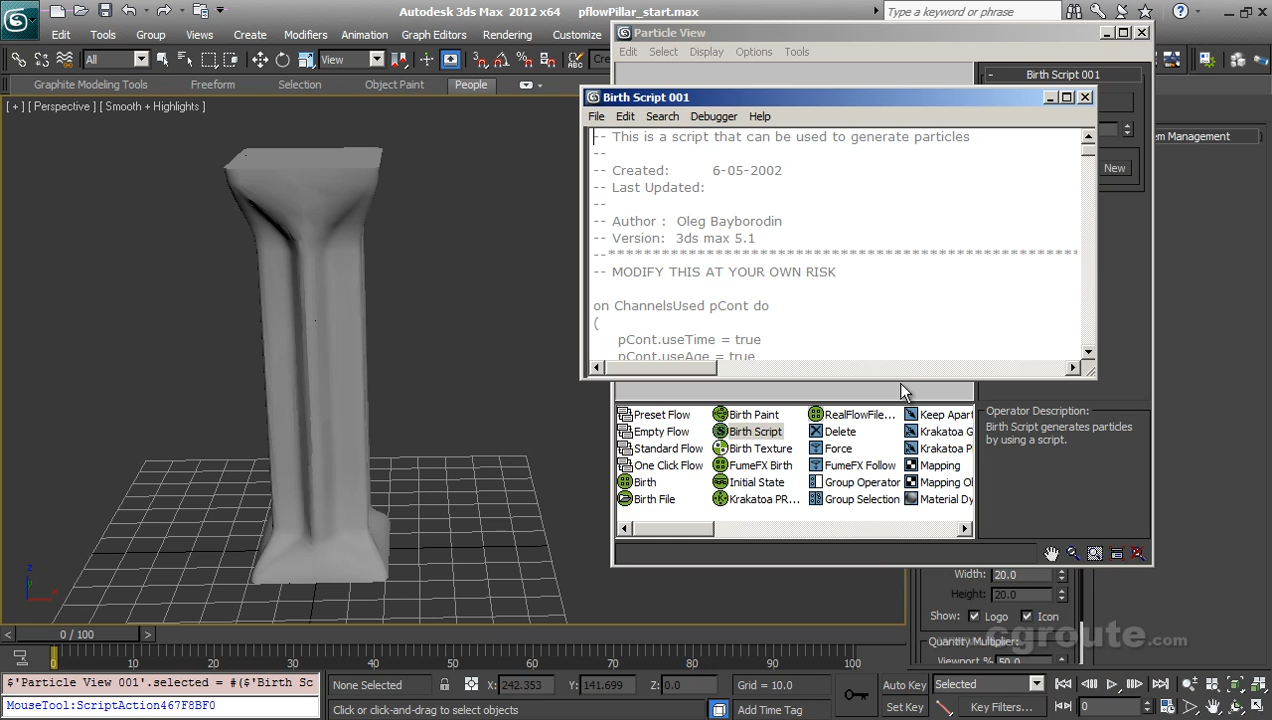 Autodesk 3ds Max 2012 x64 pflowPillar_start.max
Type a keyword or phrase
Edit Tools Group Views Create Modifiers Animation Graph Editors Rendering Customize
All
View
Graphite Modeling Tools Freeform Selection Object Paint People
[ + ] [ Perspective ] [ Smooth + Highlights ]
Particle View
Edit Select Display Options Tools
Birth Script 001
New
Birth Script 001
File Edit Search Debugger Help
-- This is a script that can be used to generate particles
--
-- Created: 6-05-2002
-- Last Updated:
--
-- Author : Oleg Bayborodin
-- Version: 3ds max 5.1
--*********************************************************
-- MODIFY THIS AT YOUR OWN RISK
on ChannelsUsed pCont do
(
pCont.useTime = true
pCont.useAge = true
Preset Flow Birth Paint RealFlowFile... Keep Apart
Empty Flow Birth Script Delete Krakatoa G
Standard Flow Birth Texture Force Krakatoa P
One Click Flow FumeFX Birth FumeFX Follow Mapping
Birth Initial State Group Operator Mapping Ob
Birth File Krakatoa PR... Group Selection Material Dy
Operator Description:
Birth Script generates particles
by using a script.
Width: 20.0
Height: 20.0
Show: Logo Icon
Quantity Multiplier:
Viewport % 50.0
cgroute.com
0 / 100
0 10 20 30 40 50 60 70 80 90 100
$'Particle View 001'.selected = #($'Birth Sc
MouseTool:ScriptAction467F8BF0
None Selected X: 242.353 Y: 141.699 Z: 0.0 Grid = 10.0
Click or click-and-drag to select objects Add Time Tag
Auto Key Selected
Set Key Key Filters... 0